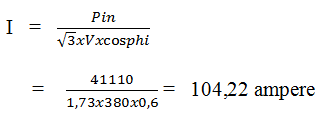 I = Pin / √3xVxcosphi
= 41110 / 1,73x380x0,6 = 104,22 ampere